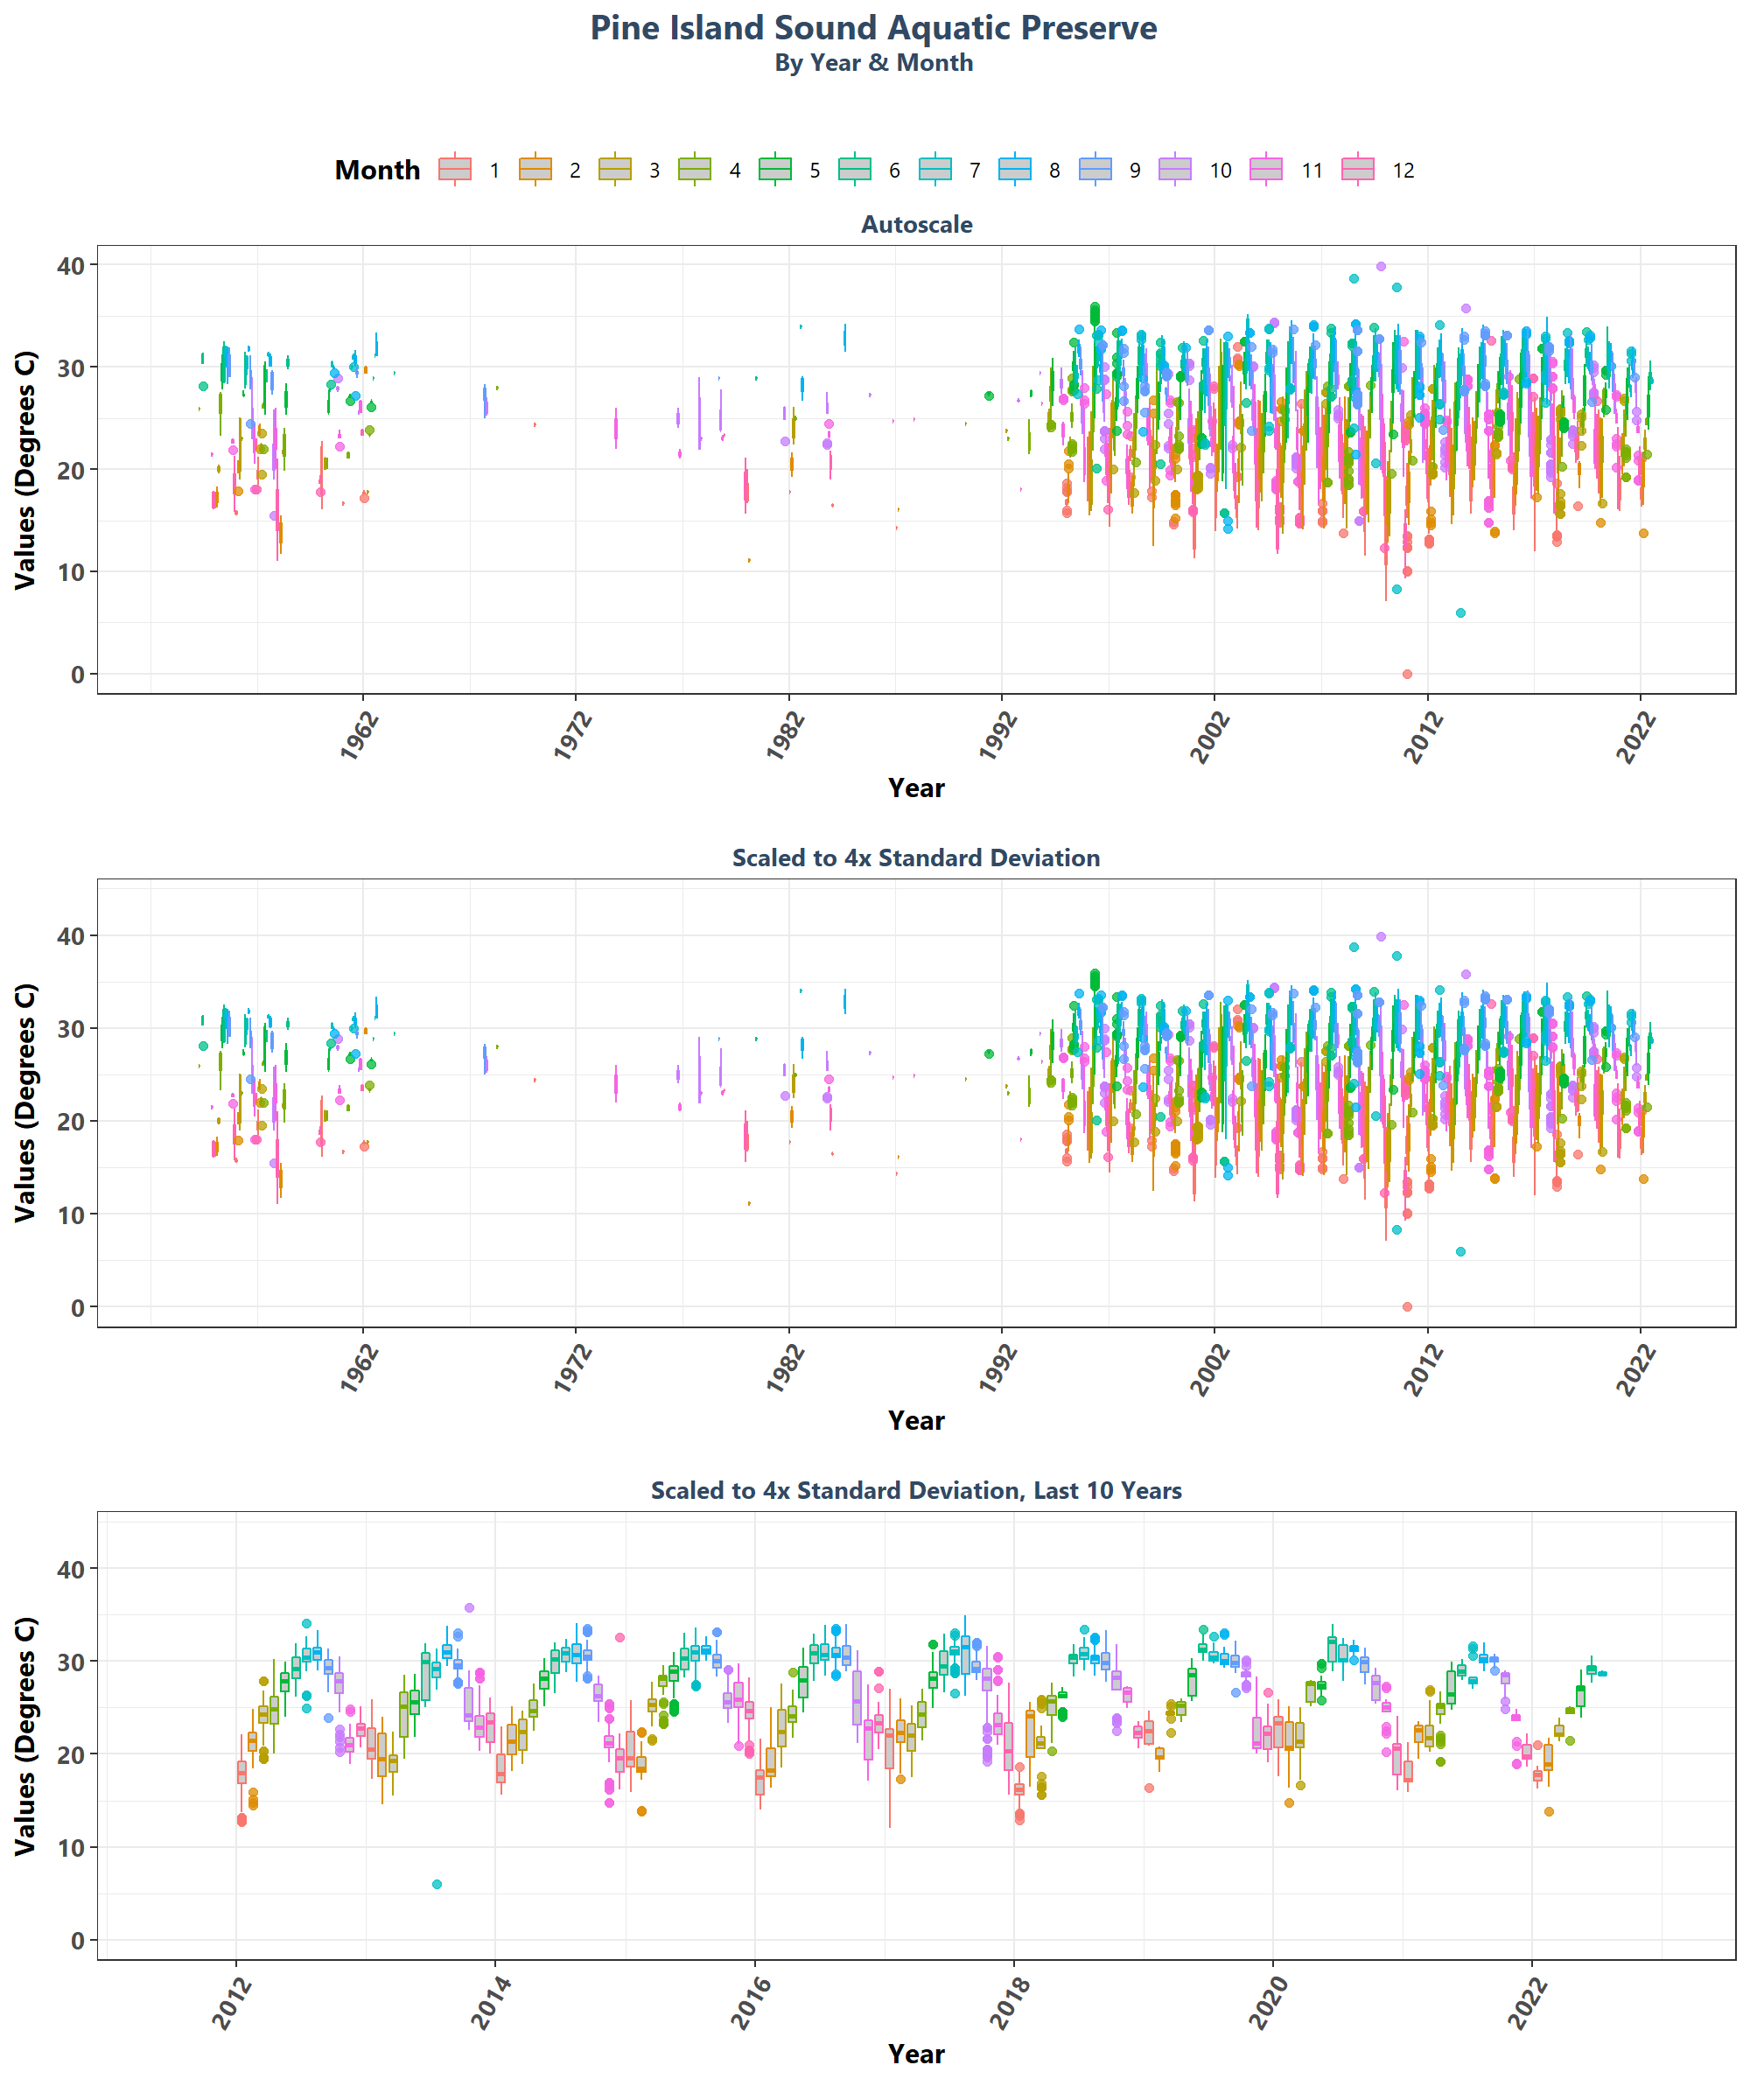 Pine Island Sound Aquatic Preserve
By Year & Month
Month 1 2 3 4 5 6 7 8 9 10 11 12
Autoscale
Values (Degrees C)
40
30
20
10
0
1962 1972 1982 1992 2002 2012 2022
Year
Scaled to 4x Standard Deviation
Values (Degrees C)
40
30
20
10
0
1962 1972 1982 1992 2002 2012 2022
Year
Scaled to 4x Standard Deviation, Last 10 Years
Values (Degrees C)
40
30
20
10
0
2012 2014 2016 2018 2020 2022
Year